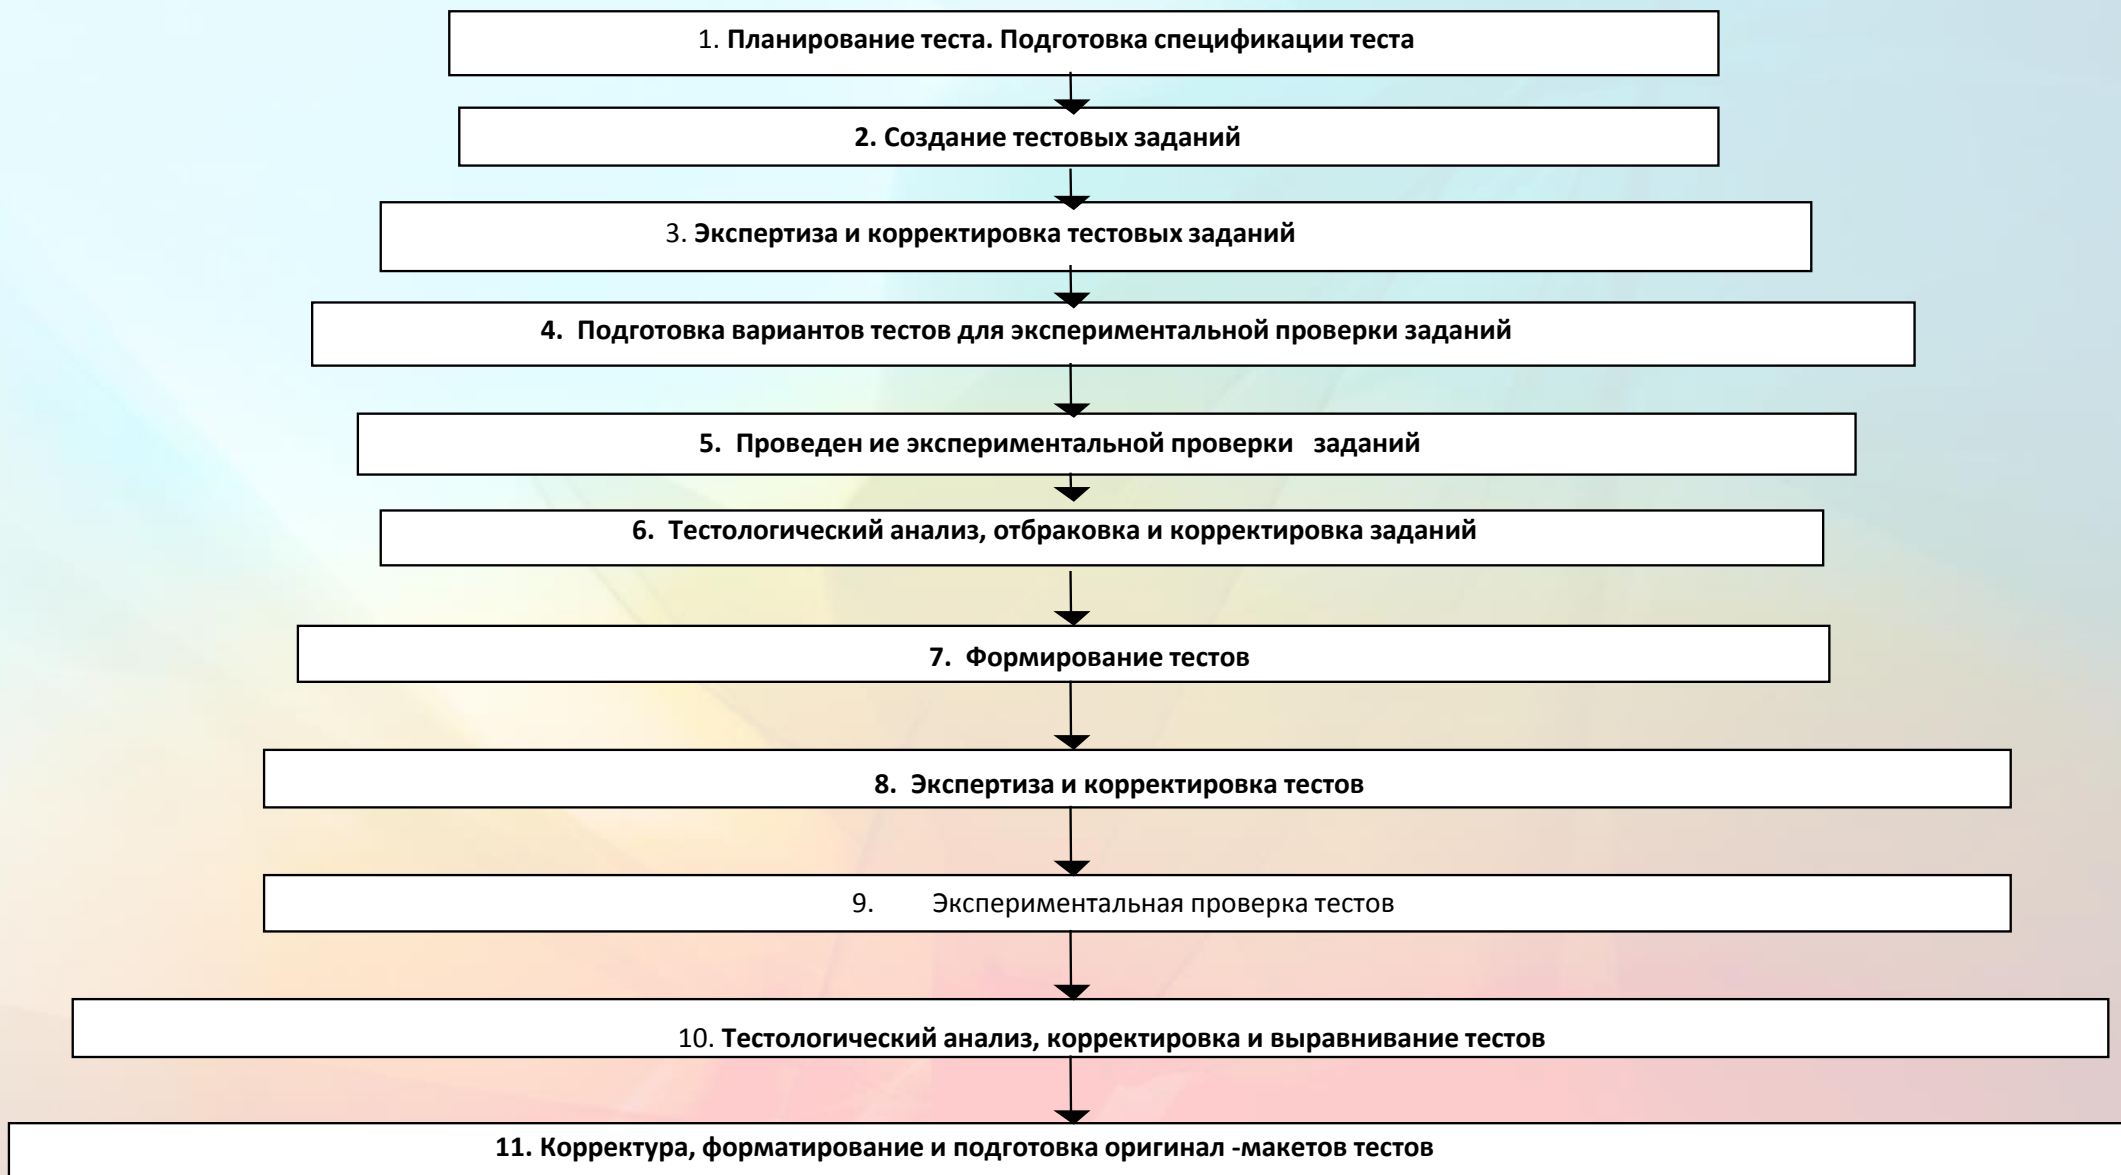 1. Планирование теста. Подготовка спецификации теста
2. Создание тестовых заданий
3. Экспертиза и корректировка тестовых заданий
4. Подготовка вариантов тестов для экспериментальной проверки заданий
5. Проведен ие экспериментальной проверки заданий
6. Тестологический анализ, отбраковка и корректировка заданий
7. Формирование тестов
8. Экспертиза и корректировка тестов
9. Экспериментальная проверка тестов
10. Тестологический анализ, корректировка и выравнивание тестов
11. Корректура, форматирование и подготовка оригинал -макетов тестов